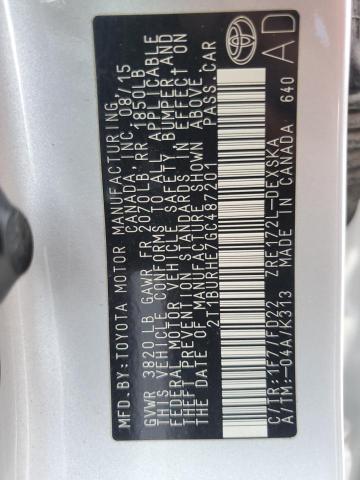 MFD.BY:TOYOTA MOTOR MANUFACTURING
CANADA, INC. 08/15
GVWR 3820LB GAWR FR 2070LB,RR 1850LB
THIS VEHICLE CONFORMS TO ALL APPLICABLE
FEDERAL MOTOR VEHICLE SAFETY,BUMPER,AND
THEFT PREVENTION STANDARDS IN EFFECT ON
THE DATE OF MANUFACTURE SHOWN ABOVE.
2T1BURHE7GC487201 PASS.CAR
C/TR:1F7/FD22 ZRE172L-DEXSKA
A/TM:-04A/K313 MADE IN CANADA 640
TOYOTA
AD